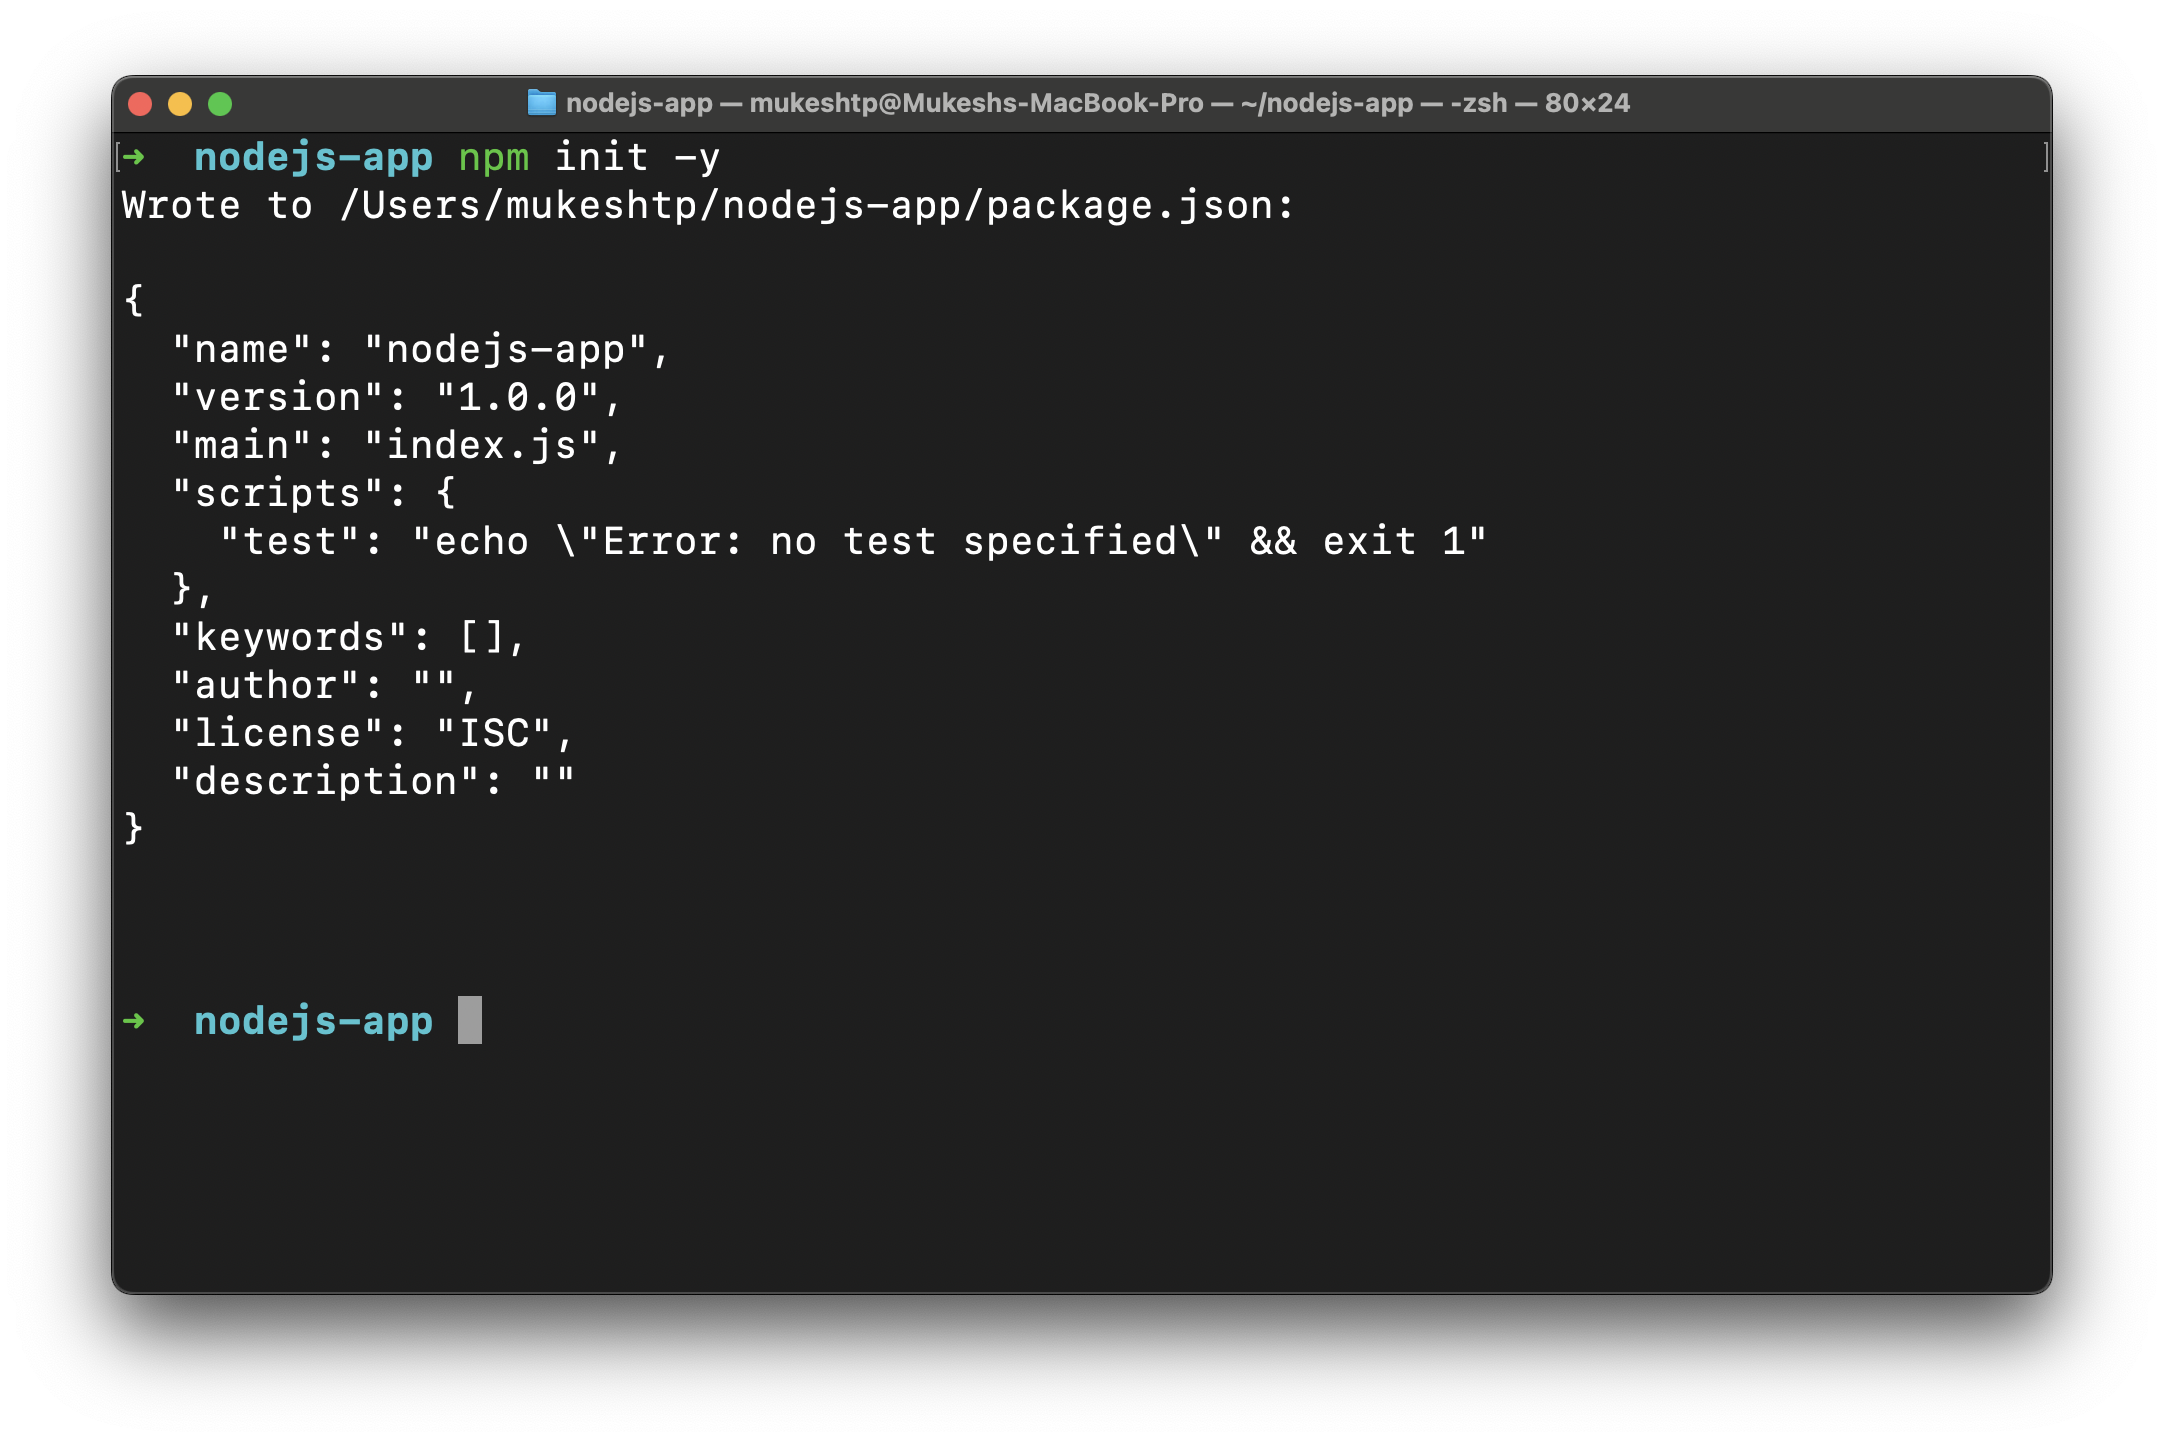 nodejs-app — mukeshtp@Mukeshs-MacBook-Pro — ~/nodejs-app — -zsh — 80×24
[➜  nodejs-app npm init -y ]
Wrote to /Users/mukeshtp/nodejs-app/package.json:

{
  "name": "nodejs-app",
  "version": "1.0.0",
  "main": "index.js",
  "scripts": {
    "test": "echo \"Error: no test specified\" && exit 1"
  },
  "keywords": [],
  "author": "",
  "license": "ISC",
  "description": ""
}

➜  nodejs-app